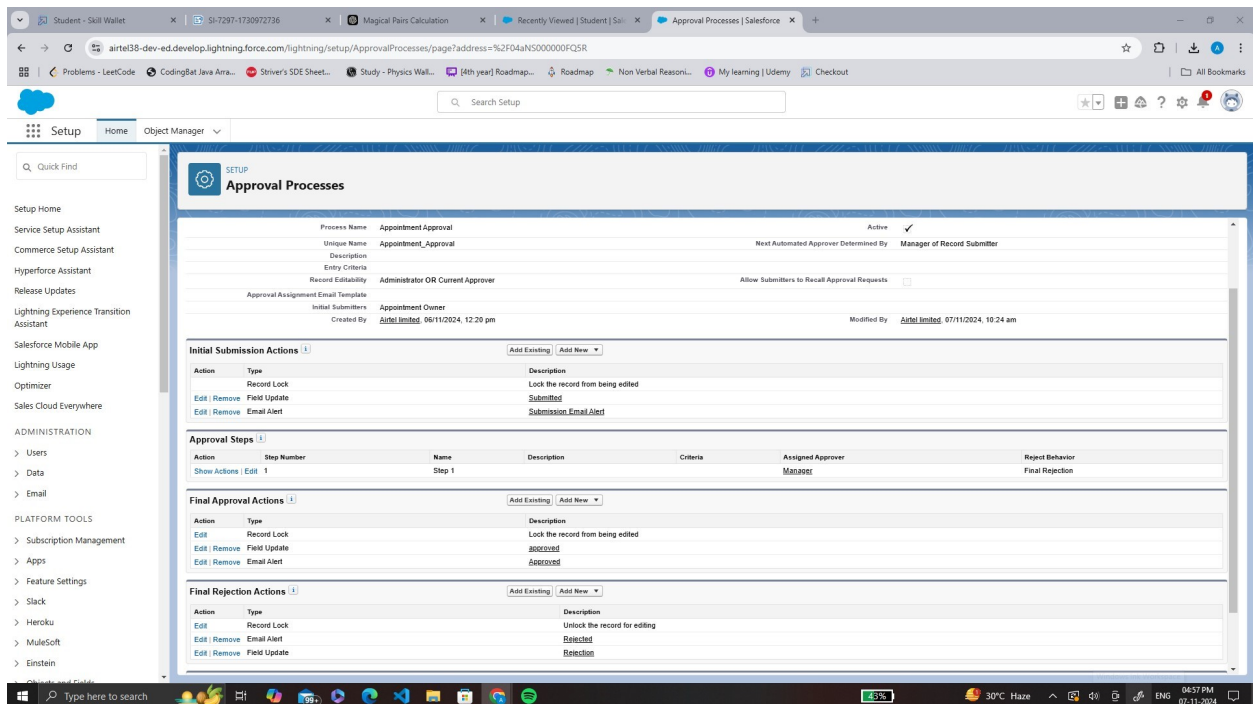 Student - Skill Wallet
SI-7297-1730972736
Magical Pairs Calculation
Recently Viewed | Student | Sale
Approval Processes | Salesforce
airtel38-dev-ed.develop.lightning.force.com/lightning/setup/ApprovalProcesses/page?address=%2F04aNS000000FQ5R
Problems - LeetCode CodingBat Java Arra... Striver's SDE Sheet... Study - Physics Wall... [4th year] Roadmap... Roadmap Non Verbal Reasoni... My learning | Udemy Checkout All Bookmarks
Search Setup
Setup Home Object Manager
Quick Find
Setup Home
Service Setup Assistant
Commerce Setup Assistant
Hyperforce Assistant
Release Updates
Lightning Experience Transition
Assistant
Salesforce Mobile App
Lightning Usage
Optimizer
Sales Cloud Everywhere
ADMINISTRATION
Users
Data
Email
PLATFORM TOOLS
Subscription Management
Apps
Feature Settings
Slack
Heroku
MuleSoft
Einstein
Objects and Fields
SETUP
Approval Processes
Process Name Appointment Approval Active
Unique Name Appointment_Approval Next Automated Approver Determined By Manager of Record Submitter
Description
Entry Criteria
Record Editability Administrator OR Current Approver Allow Submitters to Recall Approval Requests
Approval Assignment Email Template
Initial Submitters Appointment Owner
Created By Airtel limited, 06/11/2024, 12:20 pm Modified By Airtel limited, 07/11/2024, 10:24 am
Initial Submission Actions Add Existing Add New
Action Type Description
Record Lock Lock the record from being edited
Edit | Remove Field Update Submitted
Edit | Remove Email Alert Submission Email Alert
Approval Steps
Action Step Number Name Description Criteria Assigned Approver Reject Behavior
Show Actions | Edit 1 Step 1 Manager Final Rejection
Final Approval Actions Add Existing Add New
Action Type Description
Edit Record Lock Lock the record from being edited
Edit | Remove Field Update approved
Edit | Remove Email Alert Approved
Final Rejection Actions Add Existing Add New
Action Type Description
Edit Record Lock Unlock the record for editing
Edit | Remove Email Alert Rejected
Edit | Remove Field Update Rejection
Type here to search 99+ 43% 30°C Haze ENG 04:57 PM
07-11-2024